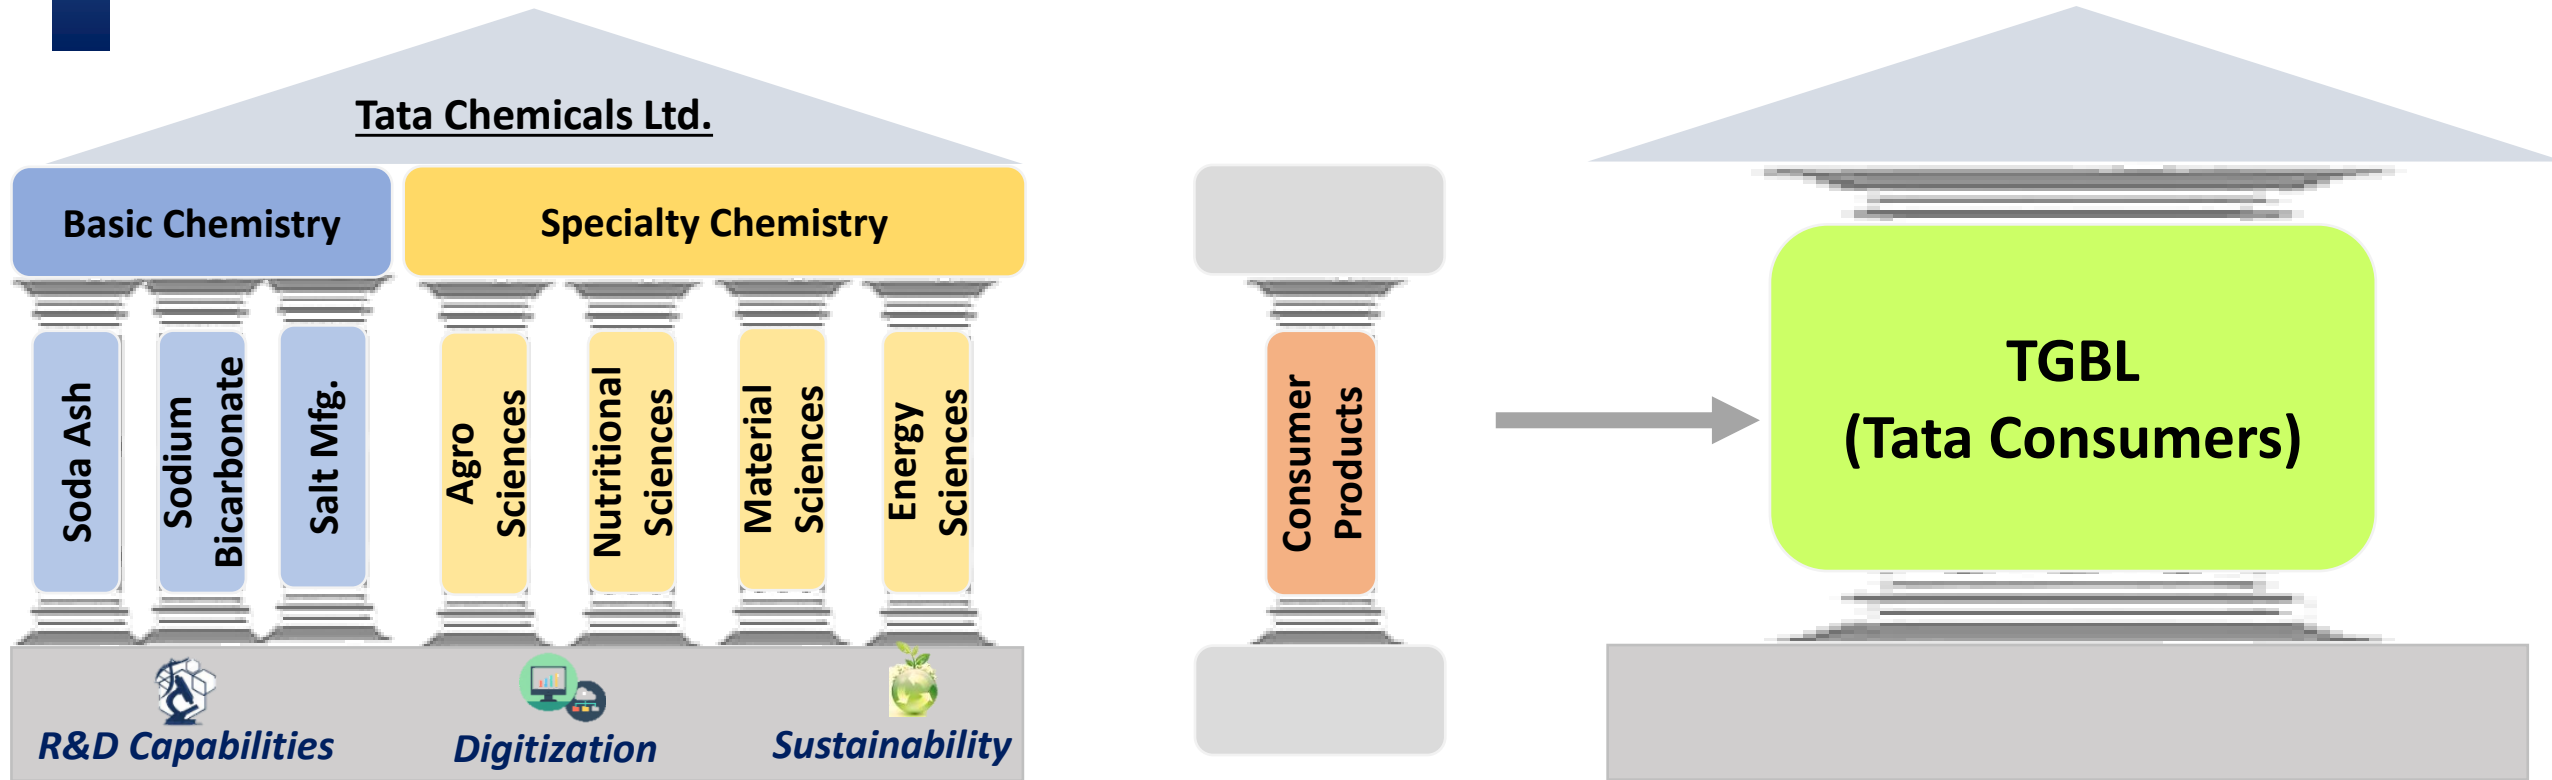 Tata Chemicals Ltd.
Basic Chemistry
Specialty Chemistry
Soda Ash
Sodium
Bicarbonate
Salt Mfg.
Agro
Sciences
Nutritional
Sciences
Material
Sciences
Energy
Sciences
R&D Capabilities
Digitization
Sustainability
Consumer
Products
TGBL
(Tata Consumers)